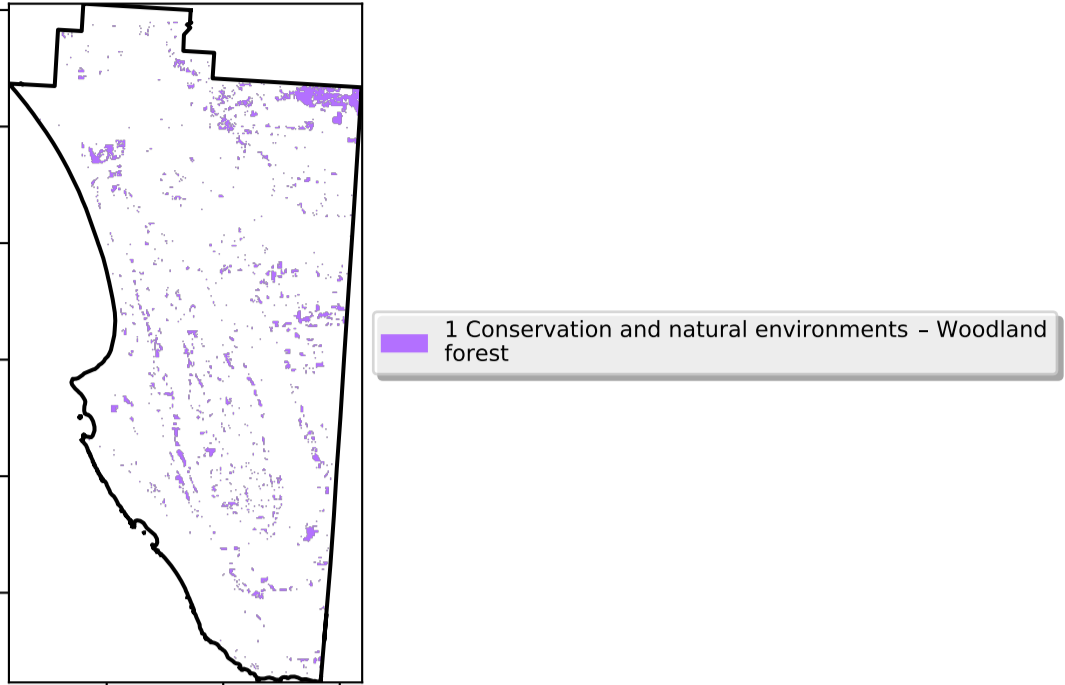 1 Conservation and natural environments – Woodland
forest